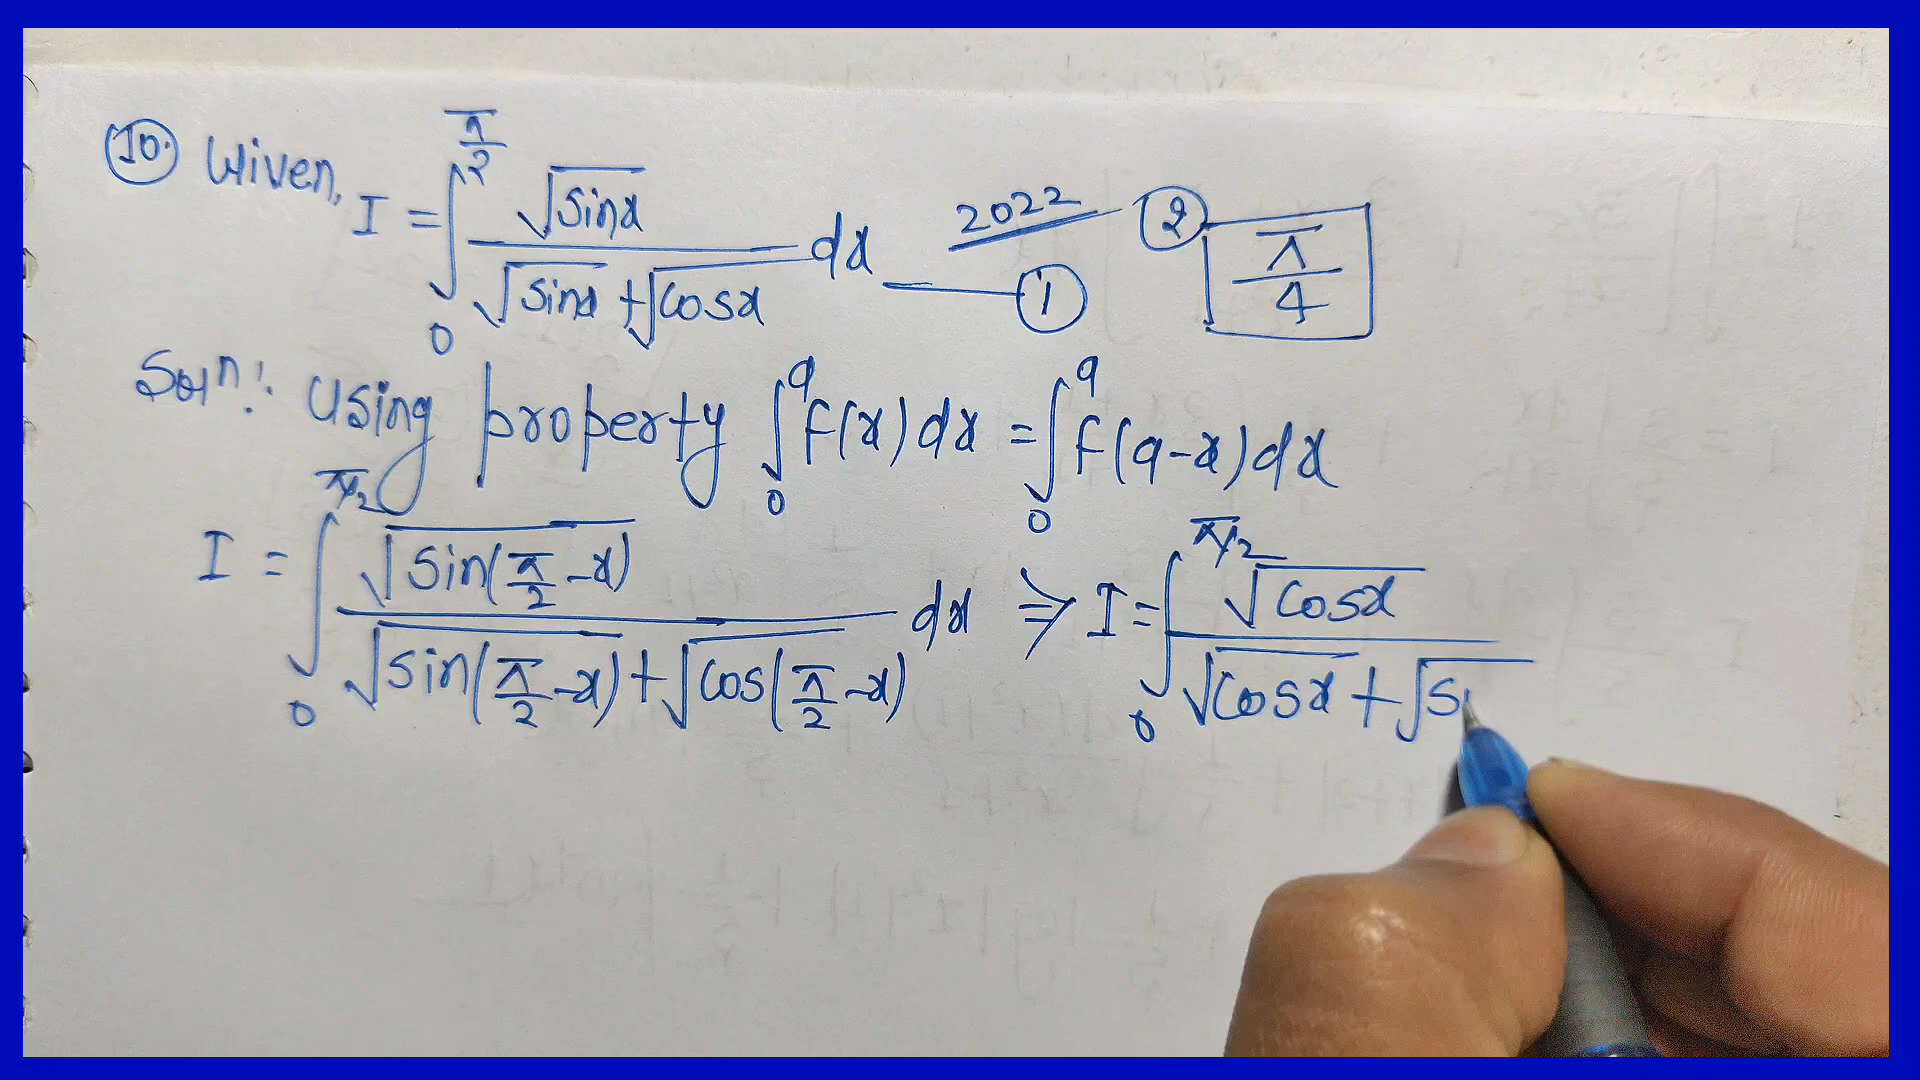 10. Given, I = ∫₀^{π/2} √sinx / (√sinx + √cosx) dx —— ① 2022 ② π/4
Solⁿ: Using property ∫₀^a f(x)dx = ∫₀^a f(a-x)dx
I = ∫₀^{π/2} √sin(π/2-x) / (√sin(π/2-x) + √cos(π/2-x)) dx ⇒ I = ∫₀^{π/2} √cosx / (√cosx + √si